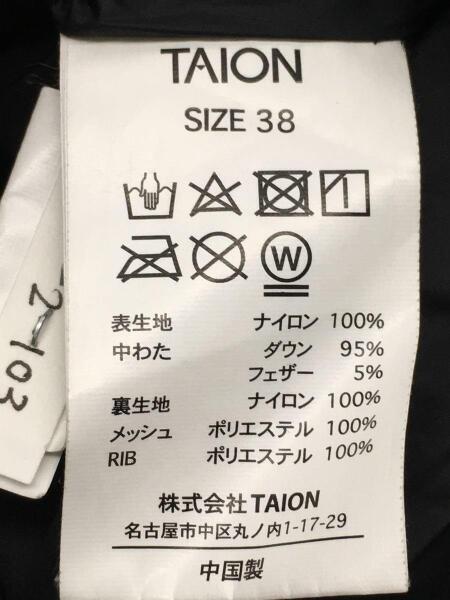 TAION
SIZE 38
W
表生地 ナイロン 100%
中わた ダウン 95%
フェザー 5%
裏生地 ナイロン 100%
メッシュ ポリエステル 100%
RIB ポリエステル 100%
株式会社 TAION
名古屋市中区丸ノ内1-17-29
中国製
2-103